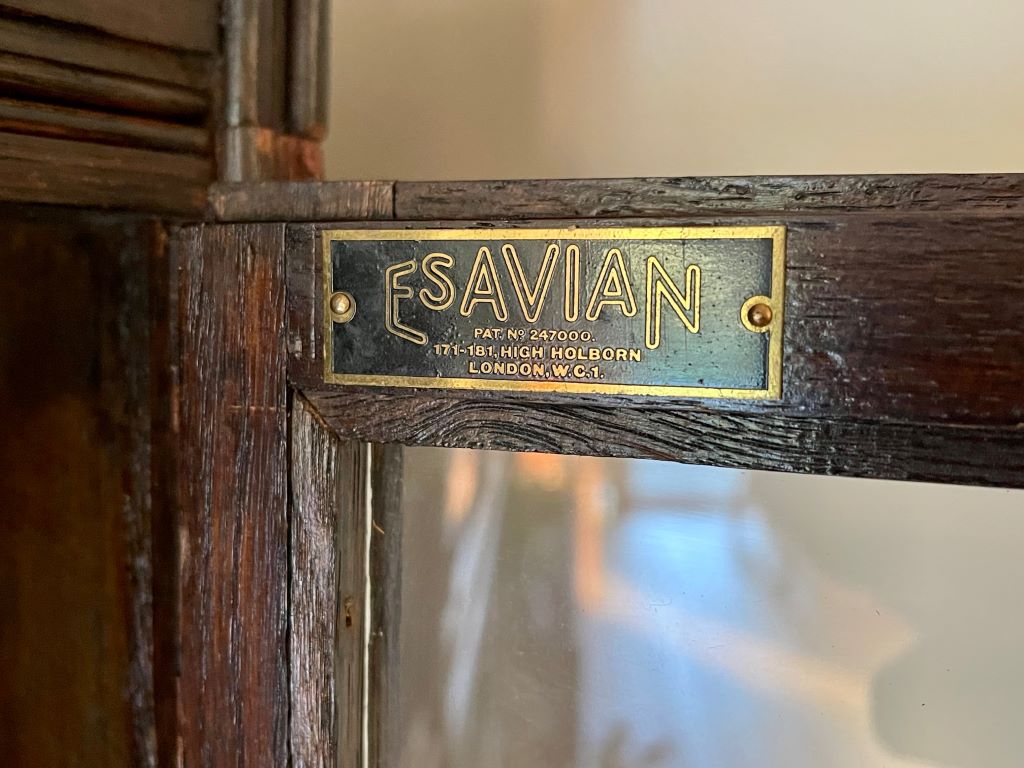 ESAVIAN
PAT. Nº 247000.
171-181, HIGH HOLBORN
LONDON, W.C.1.